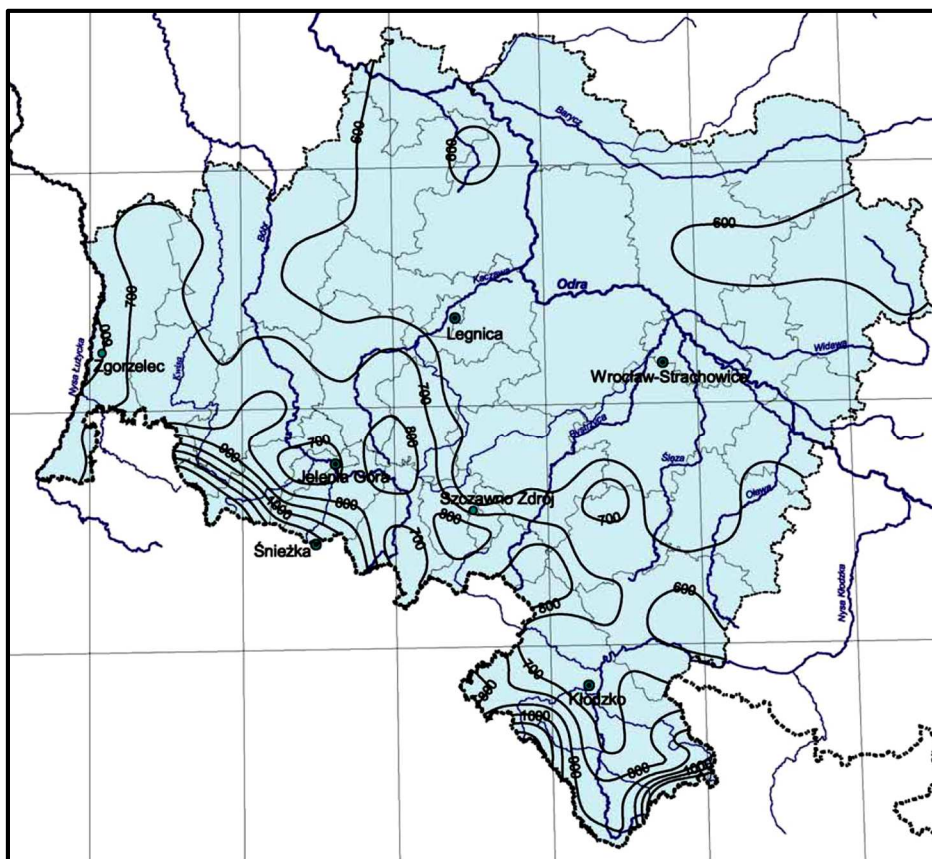 Barycz
600
600
600
Bóbr
700
Kaczawa
Odra
600
Legnica
Zgorzelec
Nysa Łużycka
Kwisa
Widawa
Wrocław-Strachowice
700
Bystrzyca
800
700
900
Ślęza
Jelenia Góra
Szczawno Zdrój
Oława
800
1000
800
700
Śnieżka
700
600
800
Nysa Kłodzka
700
Kłodzko
1000
800
800
1000